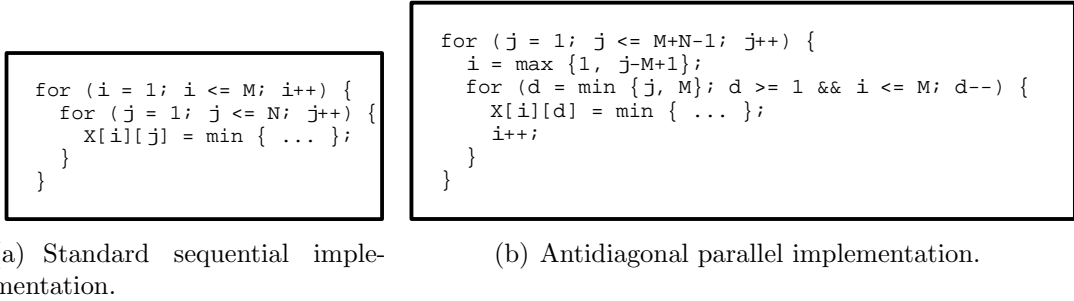 for (i = 1; i <= M; i++) {
for (j = 1; j <= N; j++) {
X[i][j] = min { ... };
}
}
for (j = 1; j <= M+N-1; j++) {
i = max {1, j-M+1};
for (d = min {j, M}; d >= 1 && i <= M; d--) {
X[i][d] = min { ... };
i++;
}
}
a) Standard sequential imple-
mentation.
(b) Antidiagonal parallel implementation.